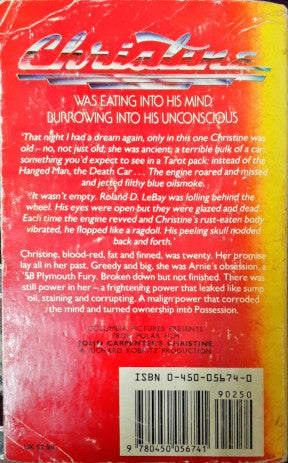 Christine
WAS EATING INTO HIS MIND,
BURROWING INTO HIS UNCONSCIOUS
'That night I had a dream again, only in this one Christine was
old – no, not just old; she was ancient, a terrible hulk of a car,
something you'd expect to see in a Tarot pack: instead of the
Hanged Man, the Death Car . . . The engine roared and missed
and jetted filthy blue oilsmoke.
'It wasn't empty. Roland D. LeBay was lolling behind the
wheel. His eyes were open but they were glazed and dead.
Each time the engine revved and Christine's rust-eaten body
vibrated, he flopped like a ragdoll. His peeling skull nodded
back and forth.'
Christine, blood-red, fat and finned, was twenty. Her promise
lay all in her past. Greedy and big, she was Arnie's obsession, a
'58 Plymouth Fury. Broken down but not finished. There was
still power in her – a frightening power that leaked like sump
oil, staining and corrupting. A malign power that corroded
the mind and turned ownership into Possession.
COLUMBIA PICTURES PRESENTS
FROM POLAR FILM
JOHN CARPENTER'S CHRISTINE
A RICHARD KOBRITZ PRODUCTION
ISBN 0-450-05674-0
90250
9 780450 056741
UK £2.50